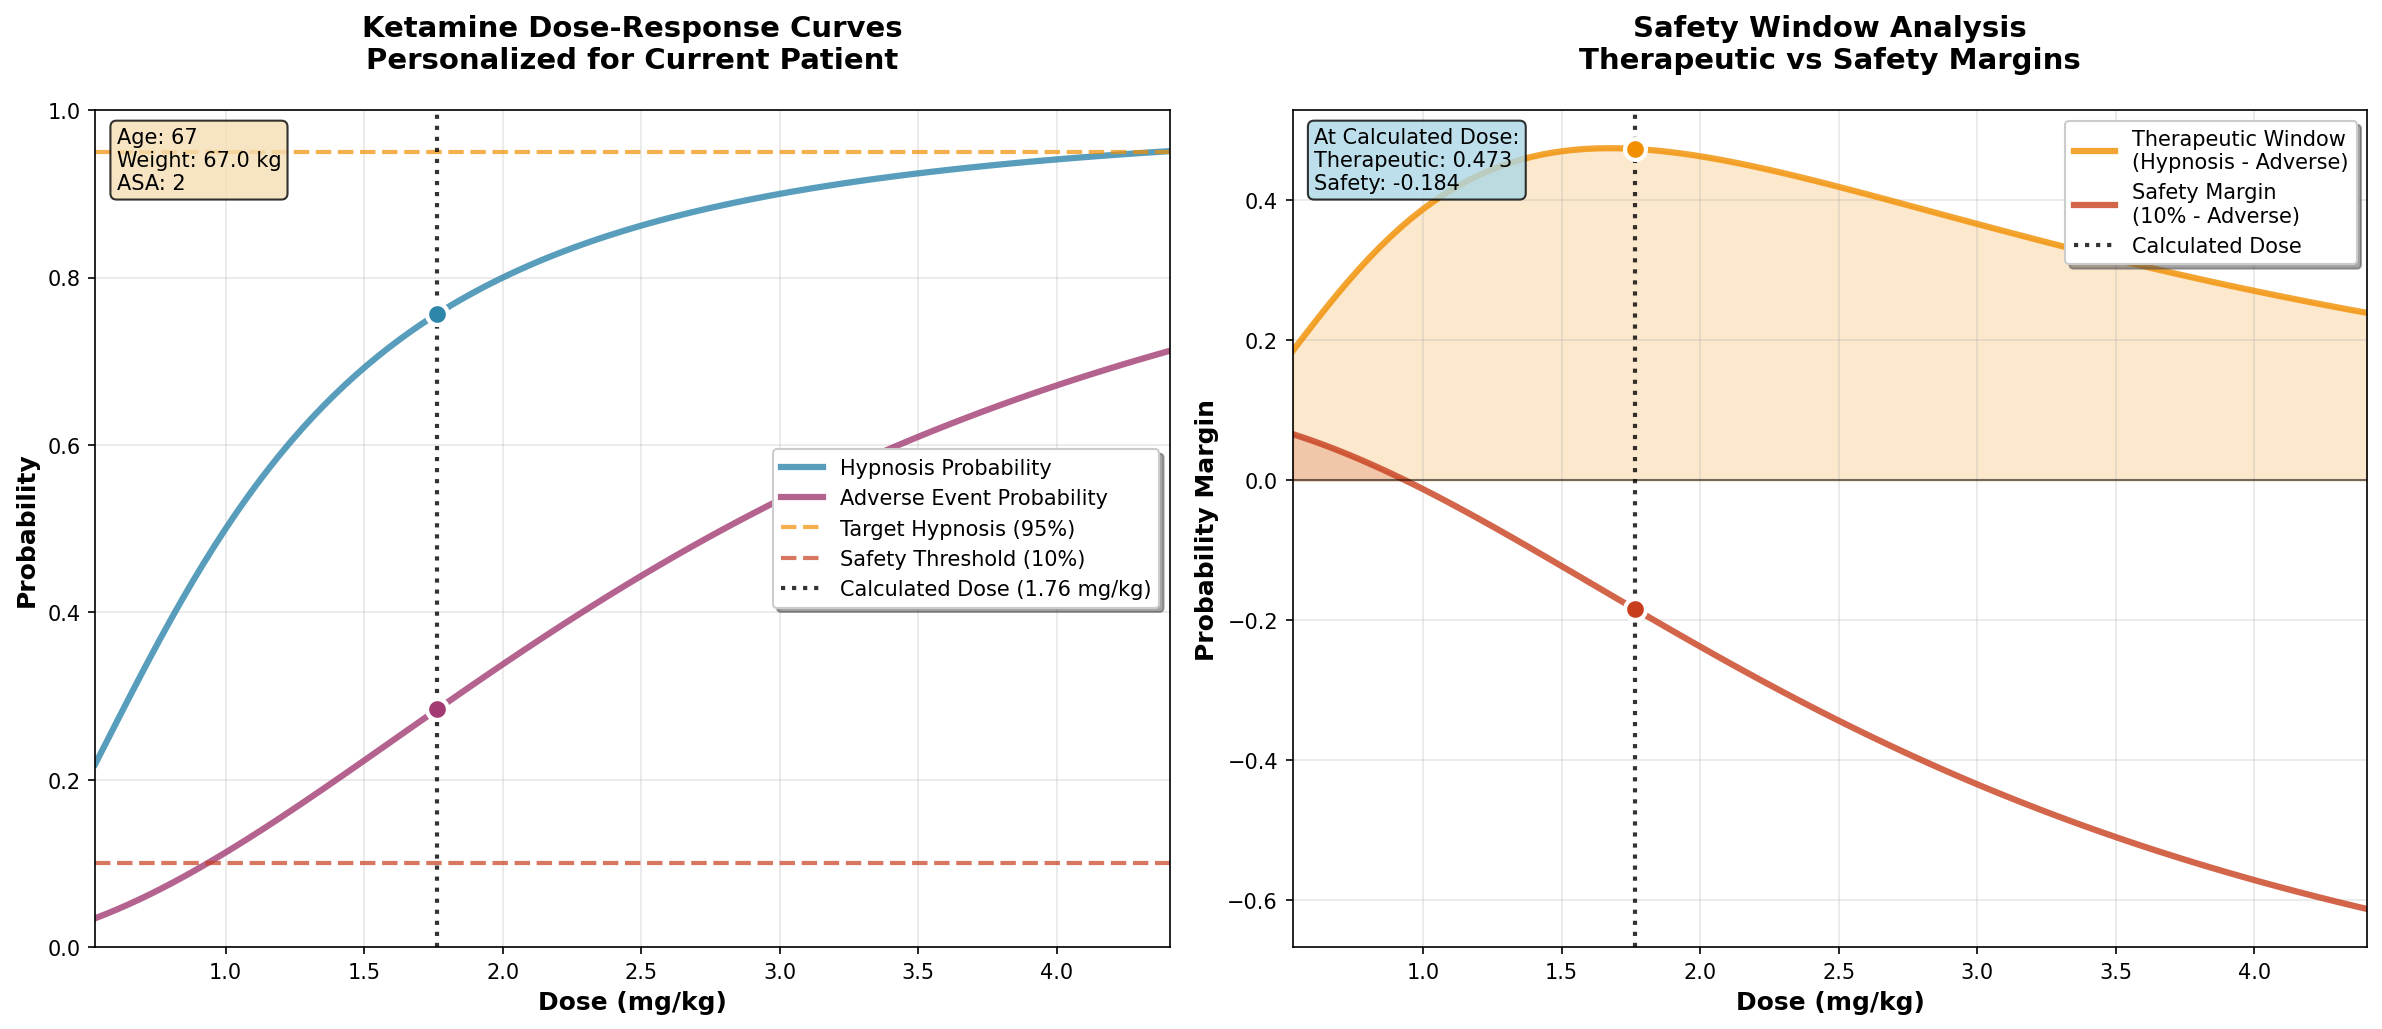 Ketamine Dose-Response Curves
Personalized for Current Patient
Probability
1.0
0.8
0.6
0.4
0.2
0.0
Age: 67
Weight: 67.0 kg
ASA: 2
Hypnosis Probability
Adverse Event Probability
Target Hypnosis (95%)
Safety Threshold (10%)
Calculated Dose (1.76 mg/kg)
1.0 1.5 2.0 2.5 3.0 3.5 4.0
Dose (mg/kg)
Safety Window Analysis
Therapeutic vs Safety Margins
Probability Margin
0.4
0.2
0.0
−0.2
−0.4
−0.6
At Calculated Dose:
Therapeutic: 0.473
Safety: -0.184
Therapeutic Window
(Hypnosis - Adverse)
Safety Margin
(10% - Adverse)
Calculated Dose
1.0 1.5 2.0 2.5 3.0 3.5 4.0
Dose (mg/kg)